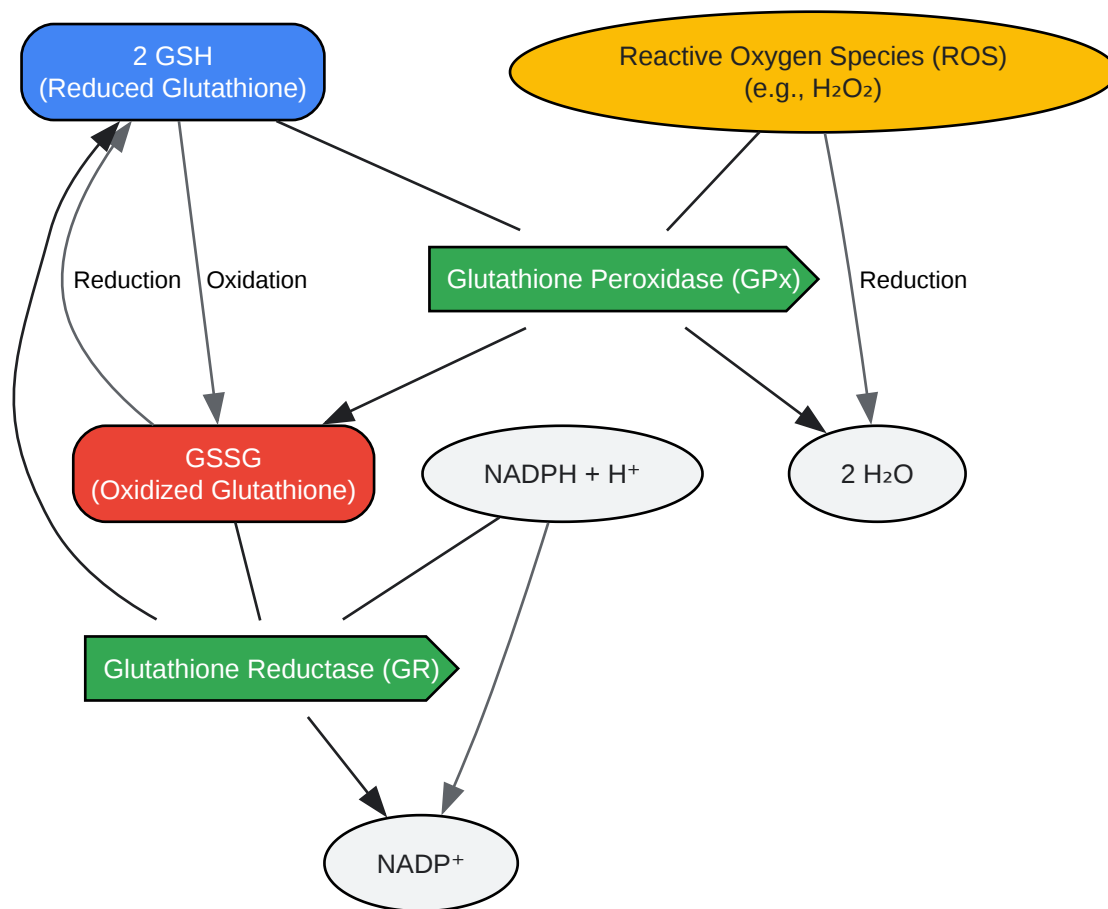 2 GSH
(Reduced Glutathione)
Reactive Oxygen Species (ROS)
(e.g., H₂O₂)
Glutathione Peroxidase (GPx)
Reduction
Oxidation
Reduction
GSSG
(Oxidized Glutathione)
NADPH + H⁺
2 H₂O
Glutathione Reductase (GR)
NADP⁺